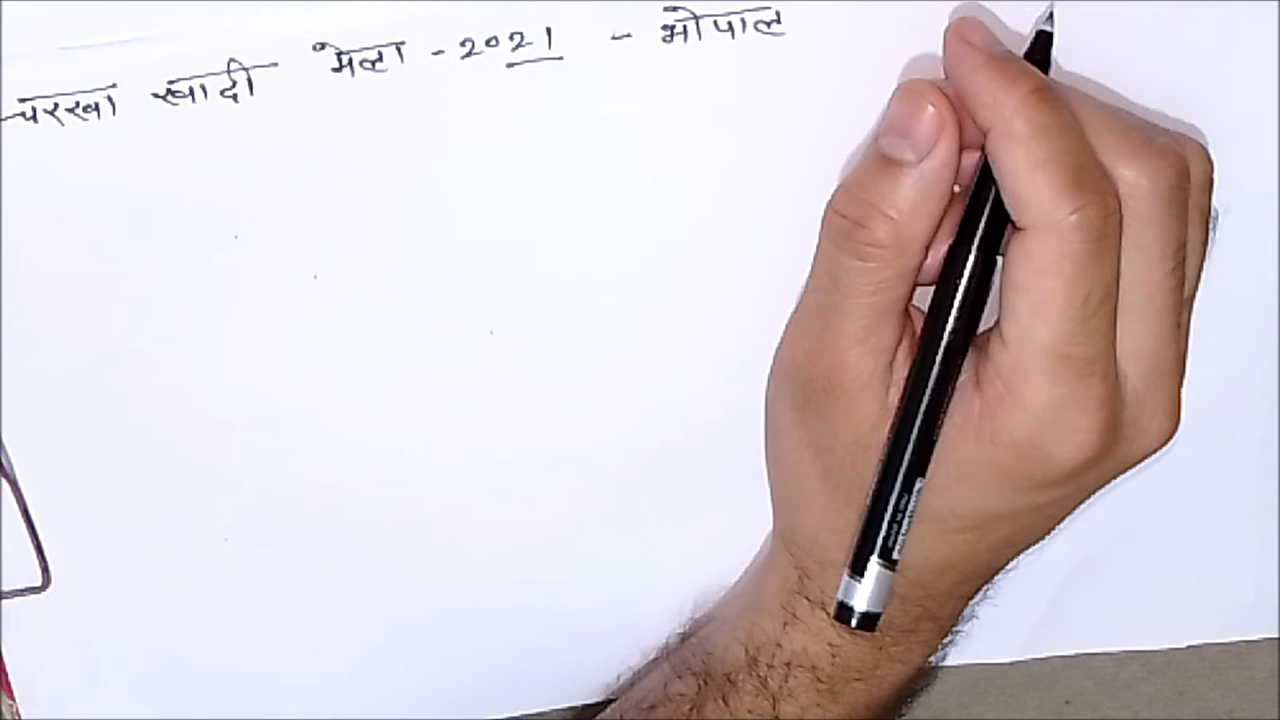 चरखा खादी मेला - 2021 - भोपाल